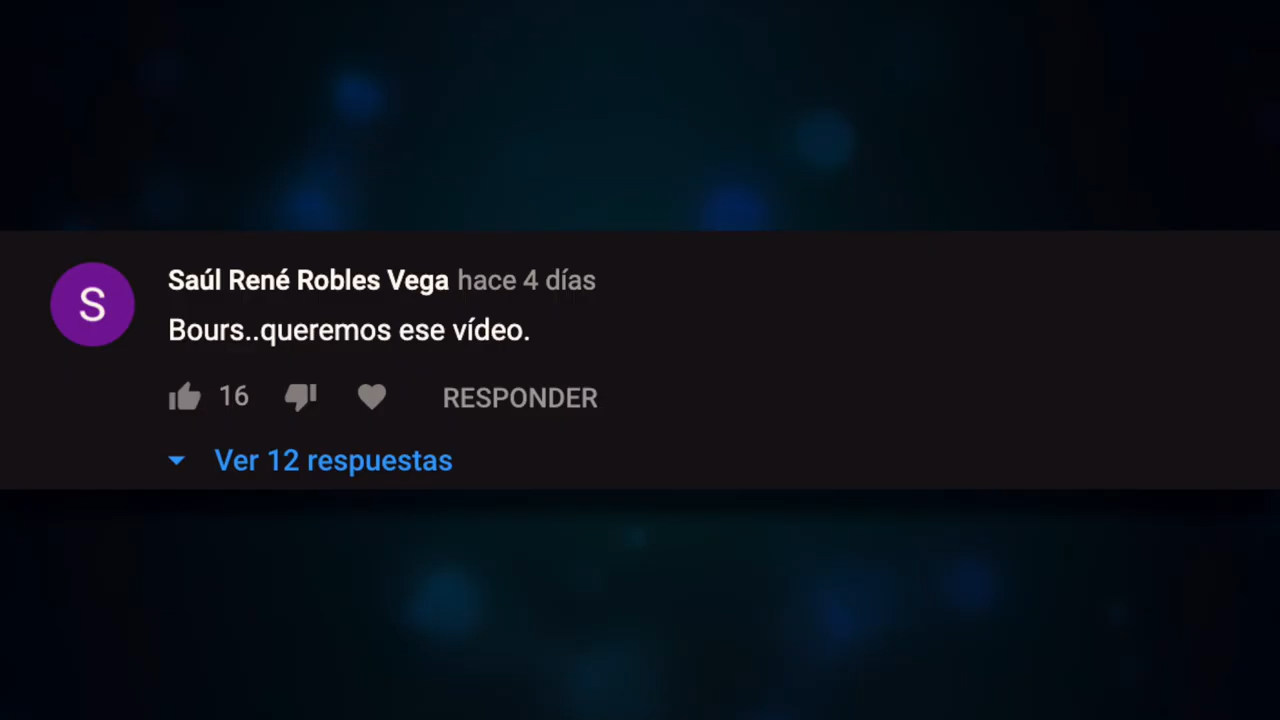 S
Saúl René Robles Vega hace 4 días
Bours..queremos ese vídeo.
16 RESPONDER
Ver 12 respuestas